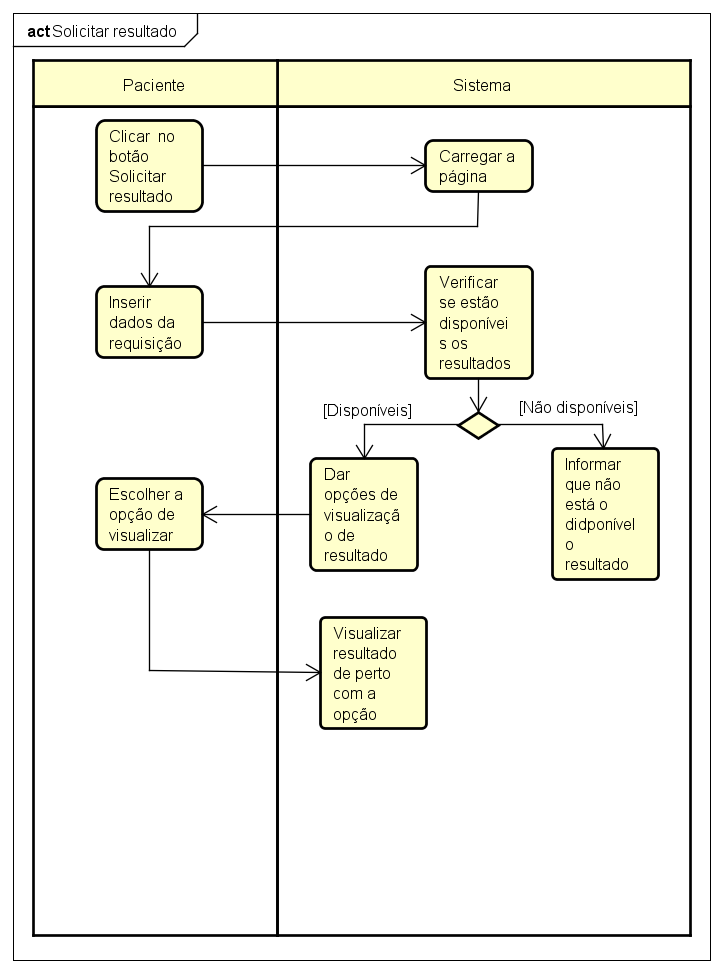 act Solicitar resultado
Paciente
Sistema
Clicar no
botão
Solicitar
resultado
Carregar a
página
Inserir
dados da
requisição
Verificar
se estão
disponívei
s os
resultados
[Disponíveis]
[Não disponíveis]
Dar
opções de
visualizaçã
o de
resultado
Informar
que não
está o
didponível
o
resultado
Escolher a
opção de
visualizar
Visualizar
resultado
de perto
com a
opção